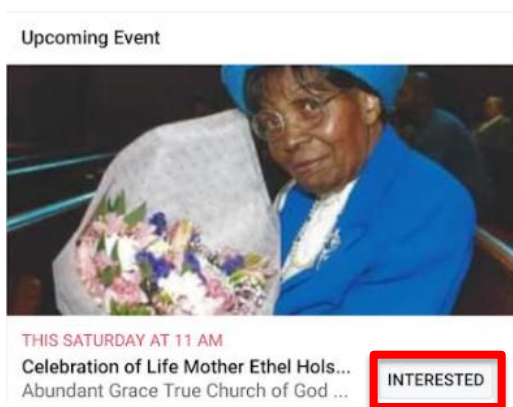 Upcoming Event
THIS SATURDAY AT 11 AM
Celebration of Life Mother Ethel Hols...
Abundant Grace True Church of God ...
INTERESTED